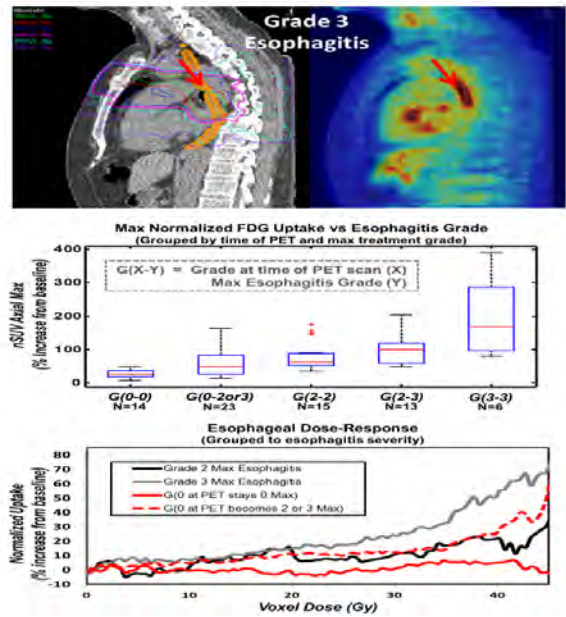 Grade 3
Esophagitis
Max Normalized FDG Uptake vs Esophagitis Grade
(Grouped by time of PET and max treatment grade)
nSUV Axial Max
(% increase from baseline)
400
300
200
100
0
G(X-Y) = Grade at time of PET scan (X)
Max Esophagitis Grade (Y)
G(0-0) G(0-2or3) G(2-2) G(2-3) G(3-3)
N=14 N=23 N=15 N=13 N=6
Esophageal Dose-Response
(Grouped to esophagitis severity)
Normalized Uptake
(% increase from baseline)
80
70
60
50
40
30
20
10
0
-10
Grade 2 Max Esophagitis
Grade 3 Max Esophagitis
G(0 at PET stays 0 Max)
G(0 at PET becomes 2 or 3 Max)
0 10 20 30 40
Voxel Dose (Gy)